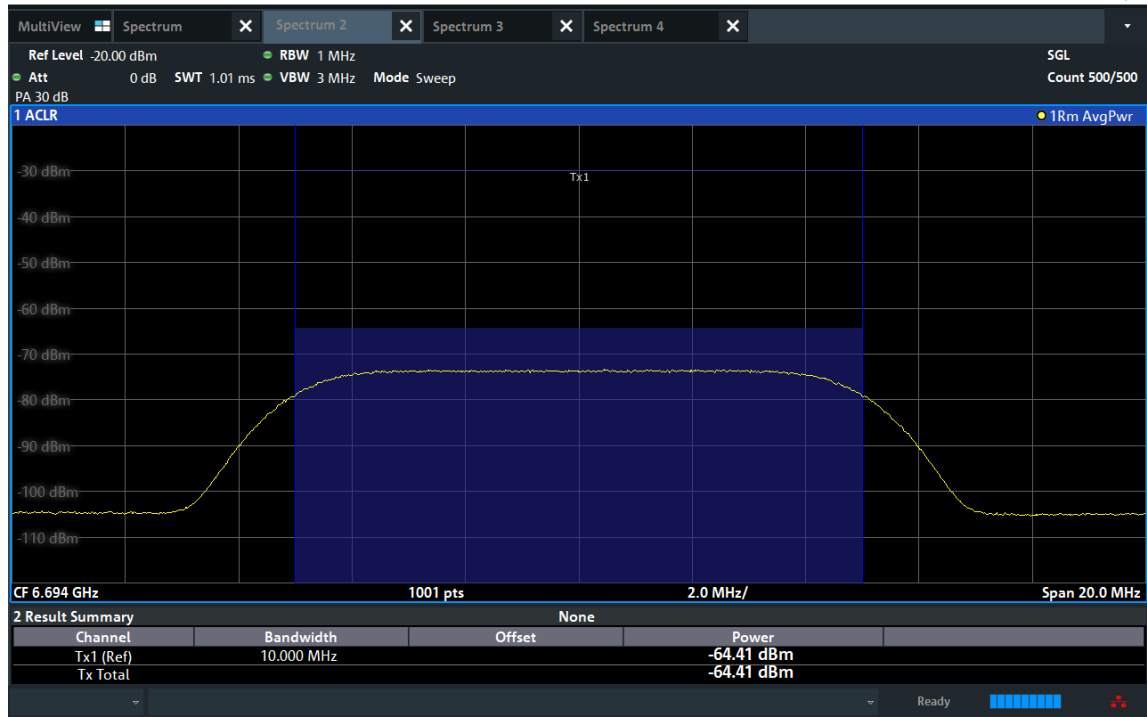 MultiView Spectrum Spectrum 2 Spectrum 3 Spectrum 4
Ref Level -20.00 dBm RBW 1 MHz SGL
Att 0 dB SWT 1.01 ms VBW 3 MHz Mode Sweep Count 500/500
PA 30 dB
1 ACLR 1Rm AvgPwr
-30 dBm
Tx1
-40 dBm
-50 dBm
-60 dBm
-70 dBm
-80 dBm
-90 dBm
-100 dBm
-110 dBm
CF 6.694 GHz 1001 pts 2.0 MHz/ Span 20.0 MHz
2 Result Summary None
Channel Bandwidth Offset Power
Tx1 (Ref) 10.000 MHz -64.41 dBm
Tx Total -64.41 dBm
Ready